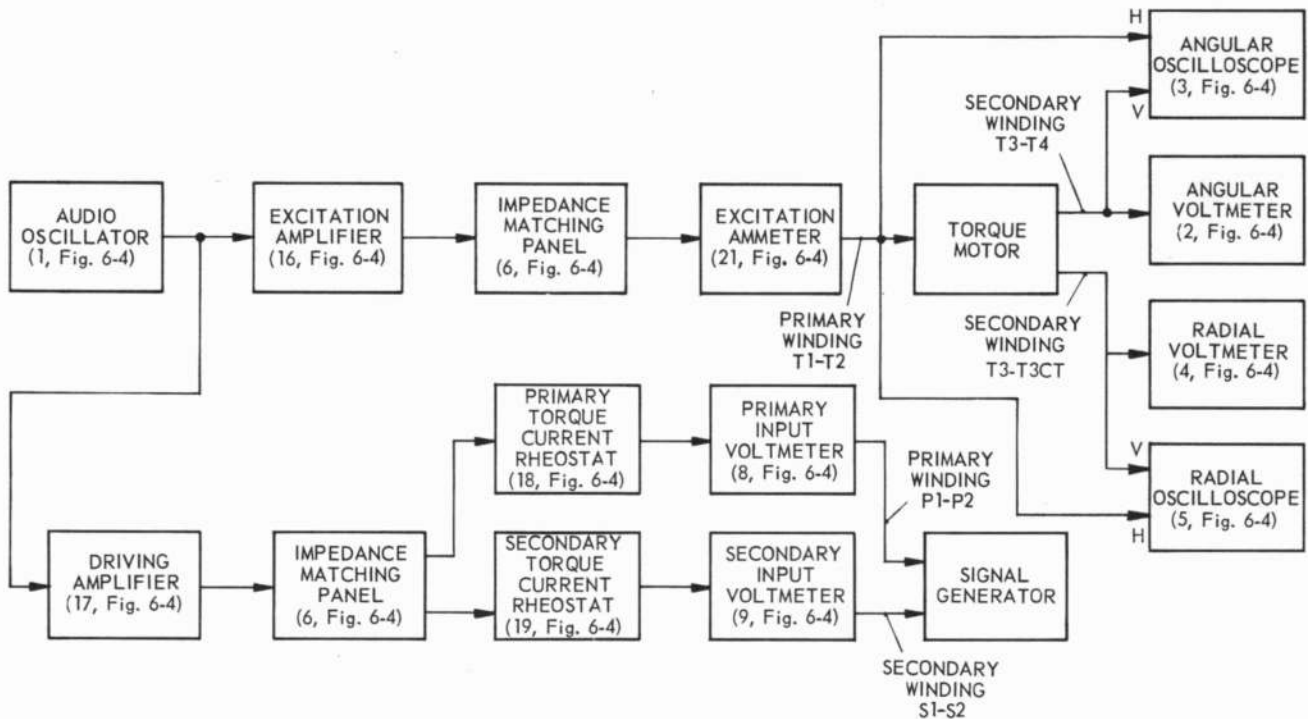 H
ANGULAR
OSCILLOSCOPE
(3, Fig. 6-4)
V
SECONDARY
WINDING
T3-T4
AUDIO
OSCILLATOR
(1, Fig. 6-4)
EXCITATION
AMPLIFIER
(16, Fig. 6-4)
IMPEDANCE
MATCHING
PANEL
(6, Fig. 6-4)
EXCITATION
AMMETER
(21, Fig. 6-4)
TORQUE
MOTOR
ANGULAR
VOLTMETER
(2, Fig. 6-4)
PRIMARY
WINDING
T1-T2
SECONDARY
WINDING
T3-T3CT
RADIAL
VOLTMETER
(4, Fig. 6-4)
V
RADIAL
OSCILLOSCOPE
(5, Fig. 6-4)
H
PRIMARY
TORQUE
CURRENT
RHEOSTAT
(18, Fig. 6-4)
PRIMARY
INPUT
VOLTMETER
(8, Fig. 6-4)
PRIMARY
WINDING
P1-P2
DRIVING
AMPLIFIER
(17, Fig. 6-4)
IMPEDANCE
MATCHING
PANEL
(6, Fig. 6-4)
SECONDARY
TORQUE
CURRENT
RHEOSTAT
(19, Fig. 6-4)
SECONDARY
INPUT
VOLTMETER
(9, Fig. 6-4)
SIGNAL
GENERATOR
SECONDARY
WINDING
S1-S2